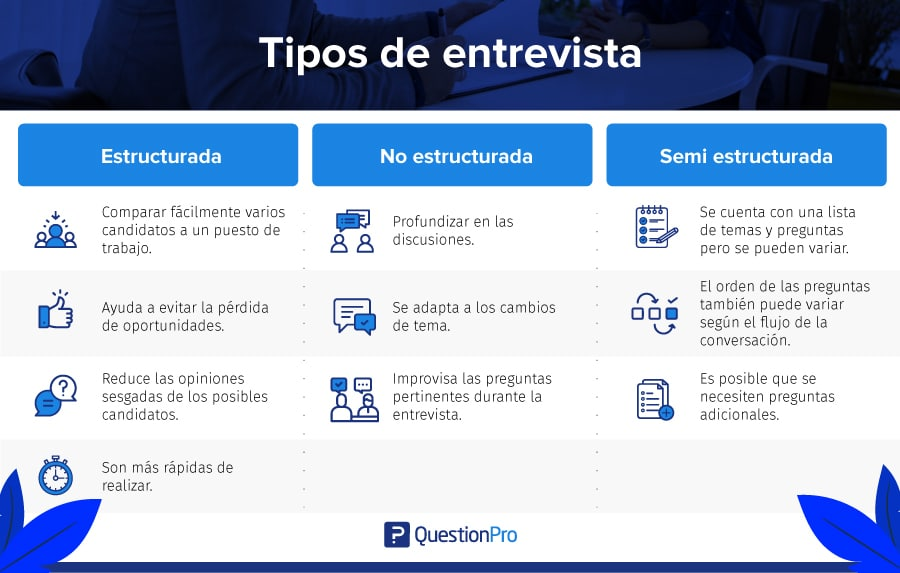 Tipos de entrevista
Estructurada
Comparar fácilmente varios
candidatos a un puesto de
trabajo.
Ayuda a evitar la pérdida
de oportunidades.
Reduce las opiniones
sesgadas de los posibles
candidatos.
Son más rápidas de
realizar.
No estructurada
Profundizar en las
discusiones.
Se adapta a los cambios
de tema.
Improvisa las preguntas
pertinentes durante la
entrevista.
Semi estructurada
Se cuenta con una lista
de temas y preguntas
pero se pueden variar.
El orden de las preguntas
también puede variar
según el flujo de la
conversación.
Es posible que se
necesiten preguntas
adicionales.
QuestionPro